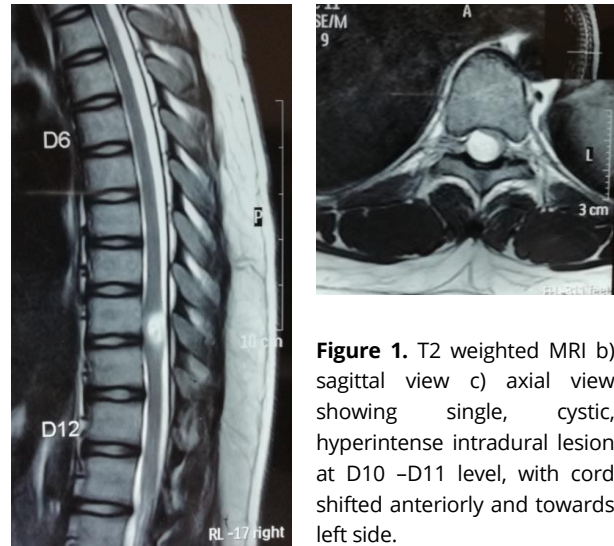 D6
P
10 cm
D12
RL -17 right
SE/M
9
A
L
3 cm
Figure 1. T2 weighted MRI b)
sagittal view c) axial view
showing single, cystic,
hyperintense intradural lesion
at D10 –D11 level, with cord
shifted anteriorly and towards
left side.